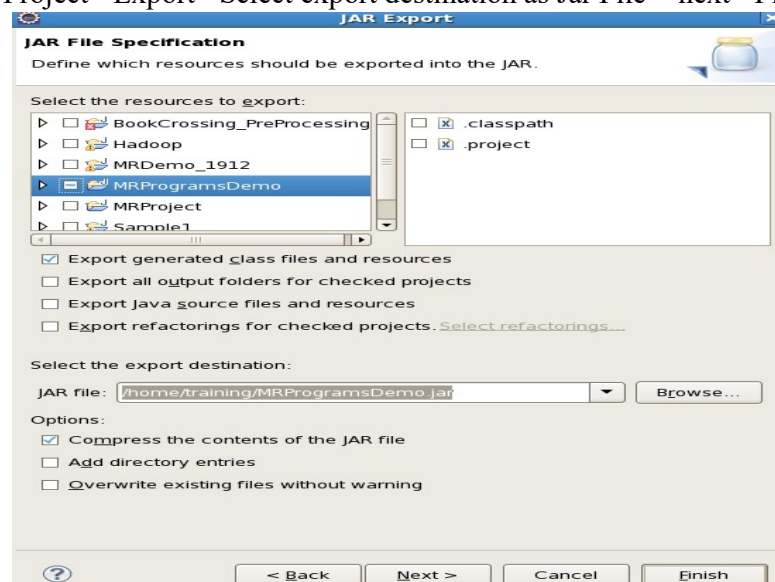 Project - Export - Select export destination as Jar File - next -
JAR Export
JAR File Specification
Define which resources should be exported into the JAR.
Select the resources to export:
BookCrossing_PreProcessing
.classpath
Hadoop
.project
MRDemo_1912
MRProgramsDemo
MRProject
Sample1
Export generated class files and resources
Export all output folders for checked projects
Export Java source files and resources
Export refactorings for checked projects. Select refactorings...
Select the export destination:
JAR file: /home/training/MRProgramsDemo.jar Browse...
Options:
Compress the contents of the JAR file
Add directory entries
Overwrite existing files without warning
? < Back Next > Cancel Finish